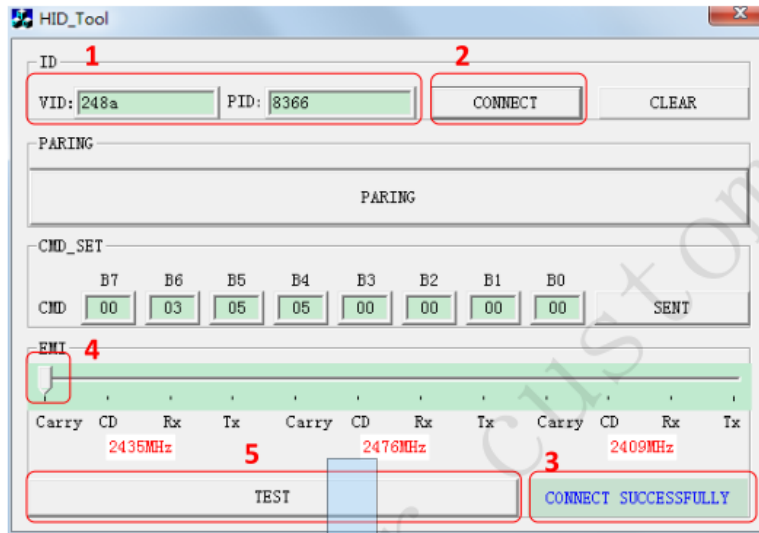 HID_Tool
ID 1 2
VID: 248a PID: 8366 CONNECT CLEAR
PARING
PARING
CMD_SET
B7 B6 B5 B4 B3 B2 B1 B0
CMD 00 03 05 05 00 00 00 00 SENT
EMI 4
Carry CD Rx Tx Carry CD Rx Tx Carry CD Rx Tx
2435MHz 2476MHz 2409MHz
5 3
TEST CONNECT SUCCESSFULLY
custom